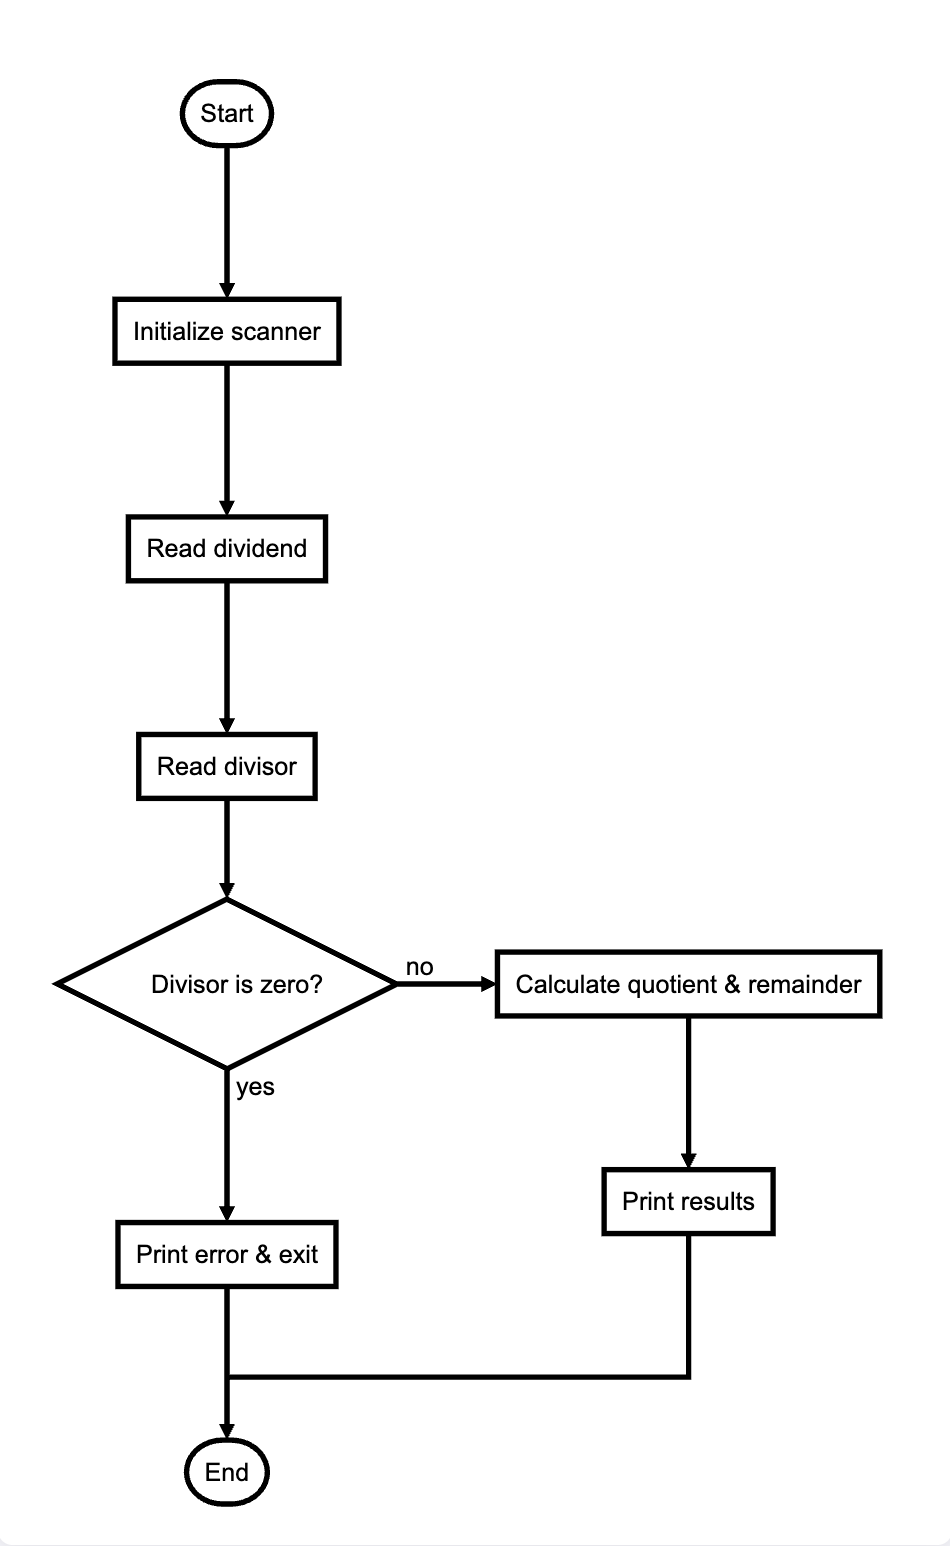 Start
Initialize scanner
Read dividend
Read divisor
Divisor is zero?
no
Calculate quotient & remainder
yes
Print results
Print error & exit
End